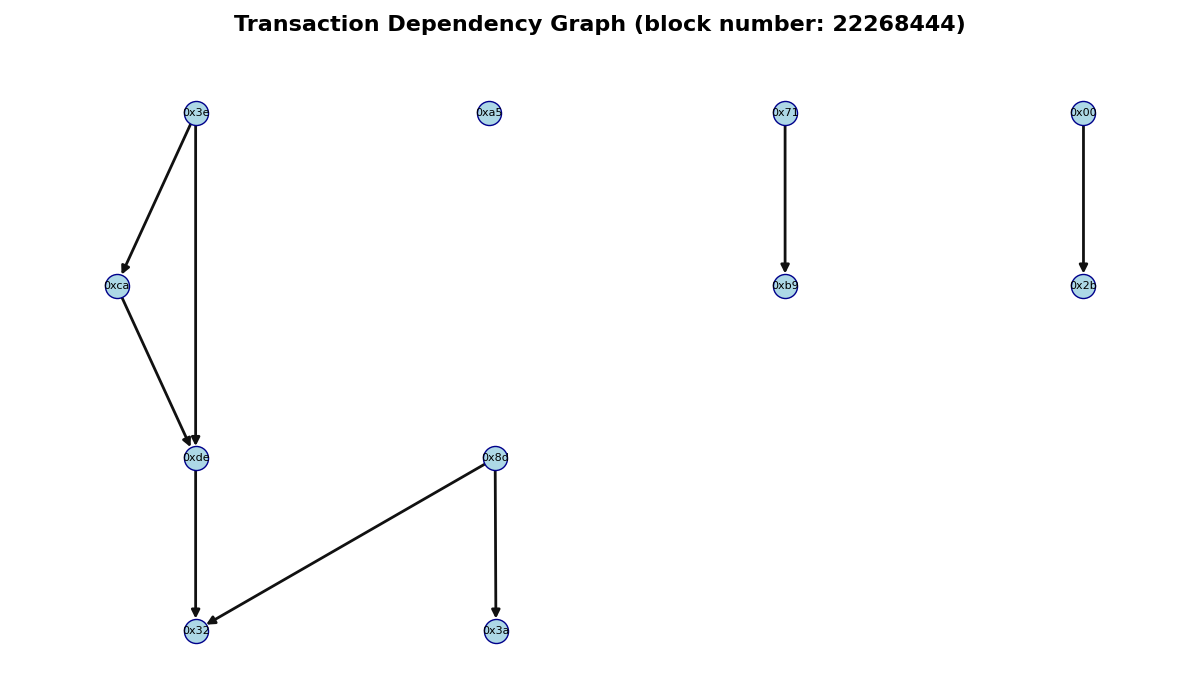 Transaction Dependency Graph (block number: 22268444)
0x3e
0xa5
0x71
0x00
0xca
0xb9
0x2b
0xde
0x8d
0x32
0x3a